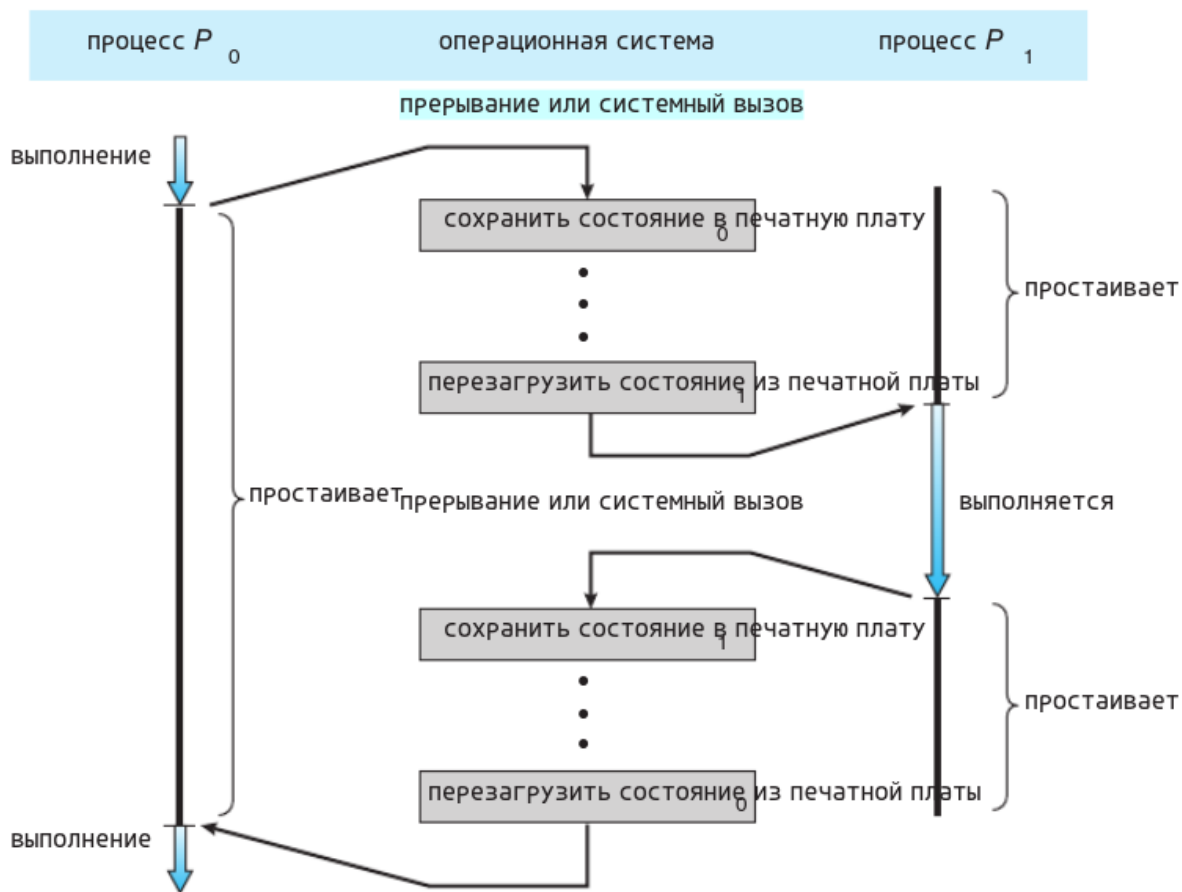 процесс P 0 операционная система процесс P 1
прерывание или системный вызов
выполнение
сохранить состояние в печатную плату
0
простаивает
перезагрузить состояние из печатной платы
1
простаивает
прерывание или системный вызов
выполняется
сохранить состояние в печатную плату
1
простаивает
перезагрузить состояние из печатной платы
0
выполнение